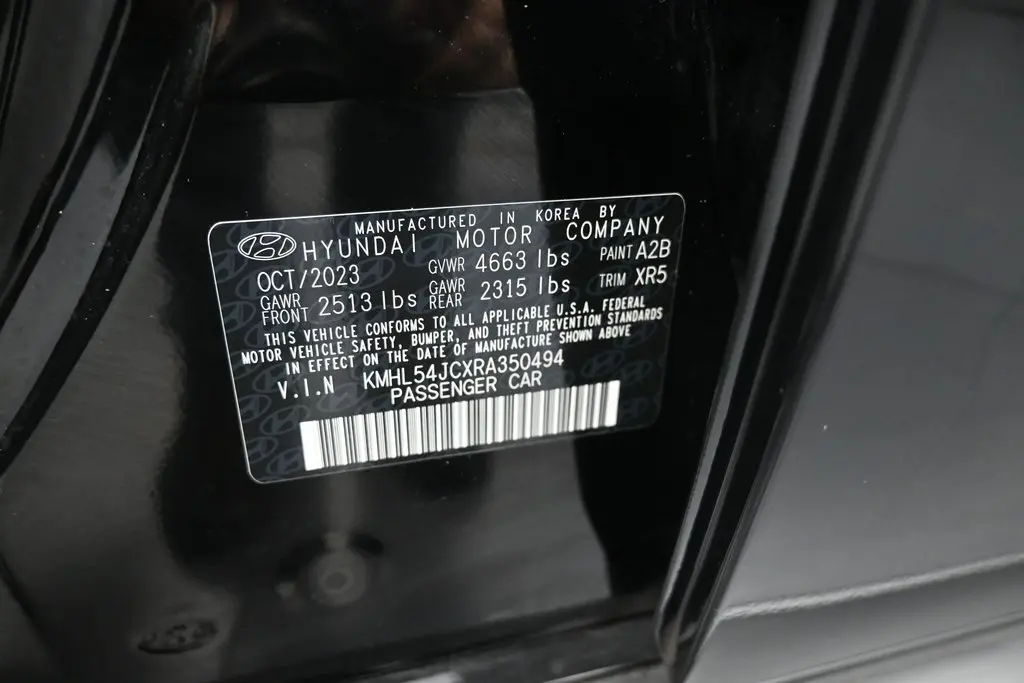 MANUFACTURED IN KOREA BY
HYUNDAI MOTOR COMPANY
OCT/2023 GVWR 4663 lbs PAINT A2B
GAWR FRONT 2513 lbs GAWR REAR 2315 lbs TRIM XR5
THIS VEHICLE CONFORMS TO ALL APPLICABLE U.S.A. FEDERAL
MOTOR VEHICLE SAFETY, BUMPER, AND THEFT PREVENTION STANDARDS
IN EFFECT ON THE DATE OF MANUFACTURE SHOWN ABOVE
V.I.N KMHL54JCXRA350494
PASSENGER CAR